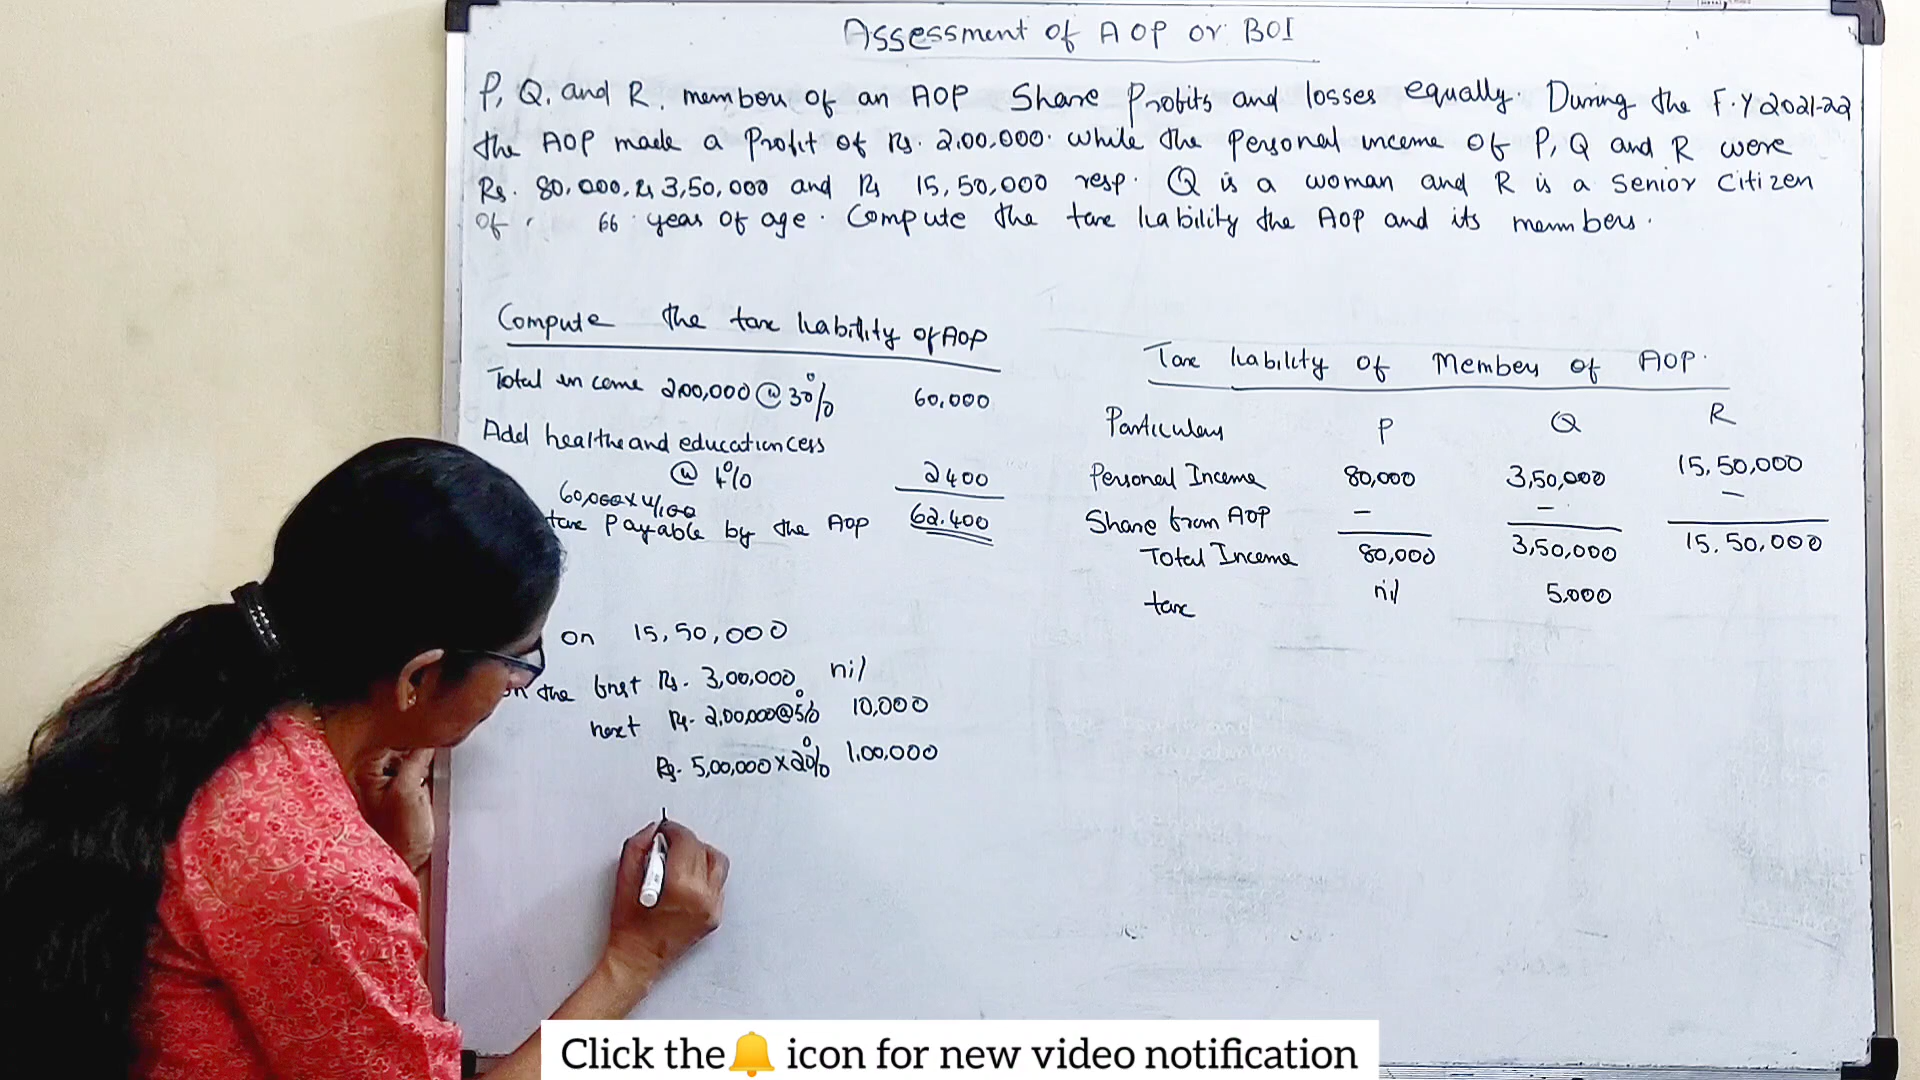 Assessment of AOP or BOI
P, Q, and R, members of an AOP Share Profits and losses equally. During the F.Y 2021-22
the AOP made a Profit of Rs. 2,00,000. while the Personal income of P, Q and R were
Rs. 80,000, Rs 3,50,000 and Rs 15,50,000 resp. Q is a woman and R is a Senior Citizen
of 66 years of age. Compute the tax liability the AOP and its members.
Compute the tax liability of AOP
Total income 200,000 @ 30% 60,000
Add health and education cess
@ 4% 2400
60,000 x 4/100
tax Payable by the AOP 62,400
on 15,50,000
on the first Rs. 3,00,000 nil
next Rs. 2,00,000 @ 5% 10,000
Rs. 5,00,000 x 20% 1,00,000
Tax liability of Members of AOP.
Particulars P Q R
Personal Income 80,000 3,50,000 15,50,000
Share from AOP - - -
Total Income 80,000 3,50,000 15,50,000
tax nil 5,000
Click the 🔔 icon for new video notification